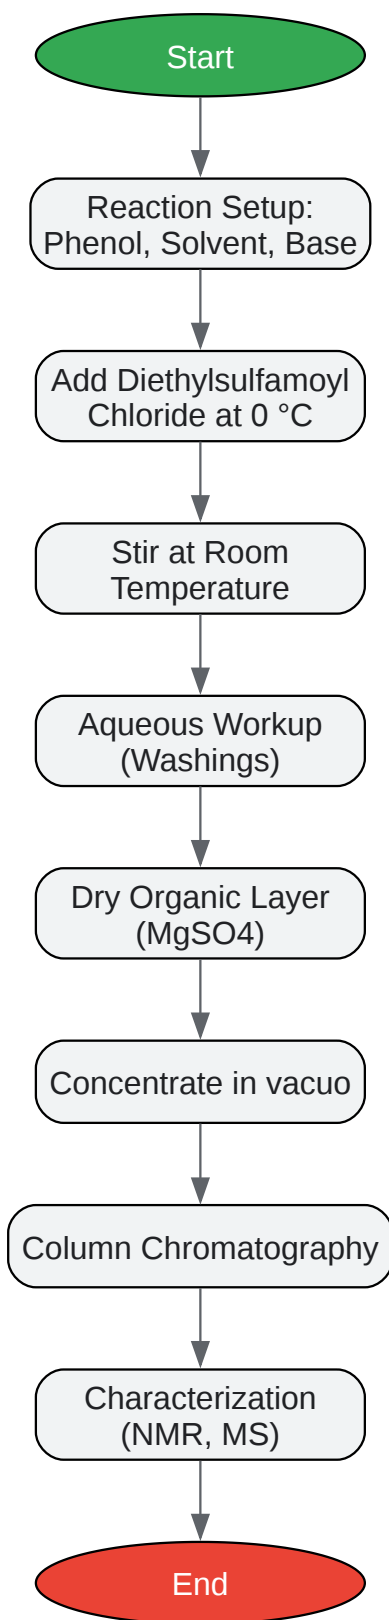 Start
Reaction Setup:
Phenol, Solvent, Base
Add Diethylsulfamoyl
Chloride at 0 °C
Stir at Room
Temperature
Aqueous Workup
(Washings)
Dry Organic Layer
(MgSO4)
Concentrate in vacuo
Column Chromatography
Characterization
(NMR, MS)
End